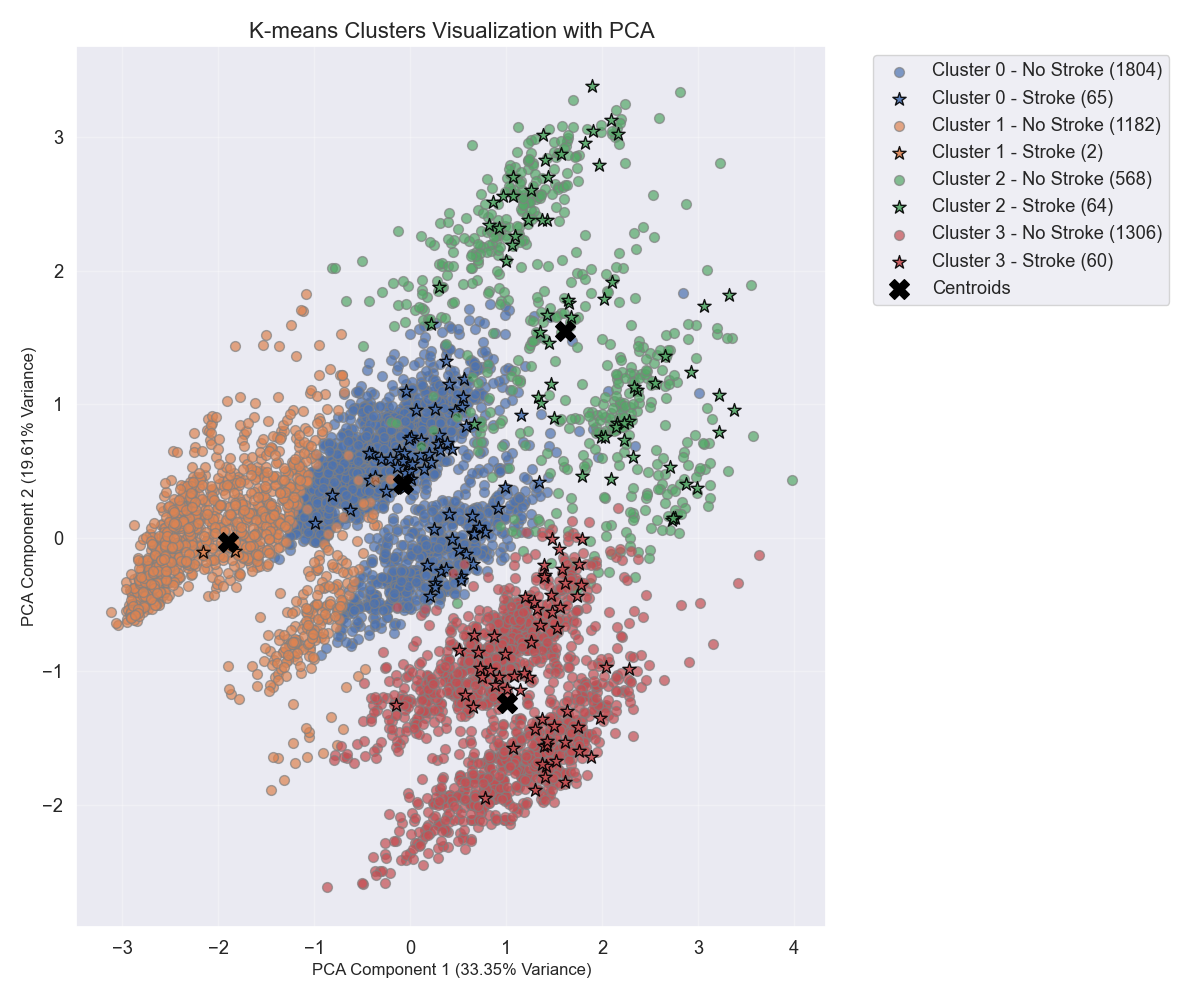 K-means Clusters Visualization with PCA
Cluster 0 - No Stroke (1804)
Cluster 0 - Stroke (65)
Cluster 1 - No Stroke (1182)
Cluster 1 - Stroke (2)
Cluster 2 - No Stroke (568)
Cluster 2 - Stroke (64)
Cluster 3 - No Stroke (1306)
Cluster 3 - Stroke (60)
Centroids
PCA Component 2 (19.61% Variance)
3
2
1
0
−1
−2
−3 −2 −1 0 1 2 3 4
PCA Component 1 (33.35% Variance)